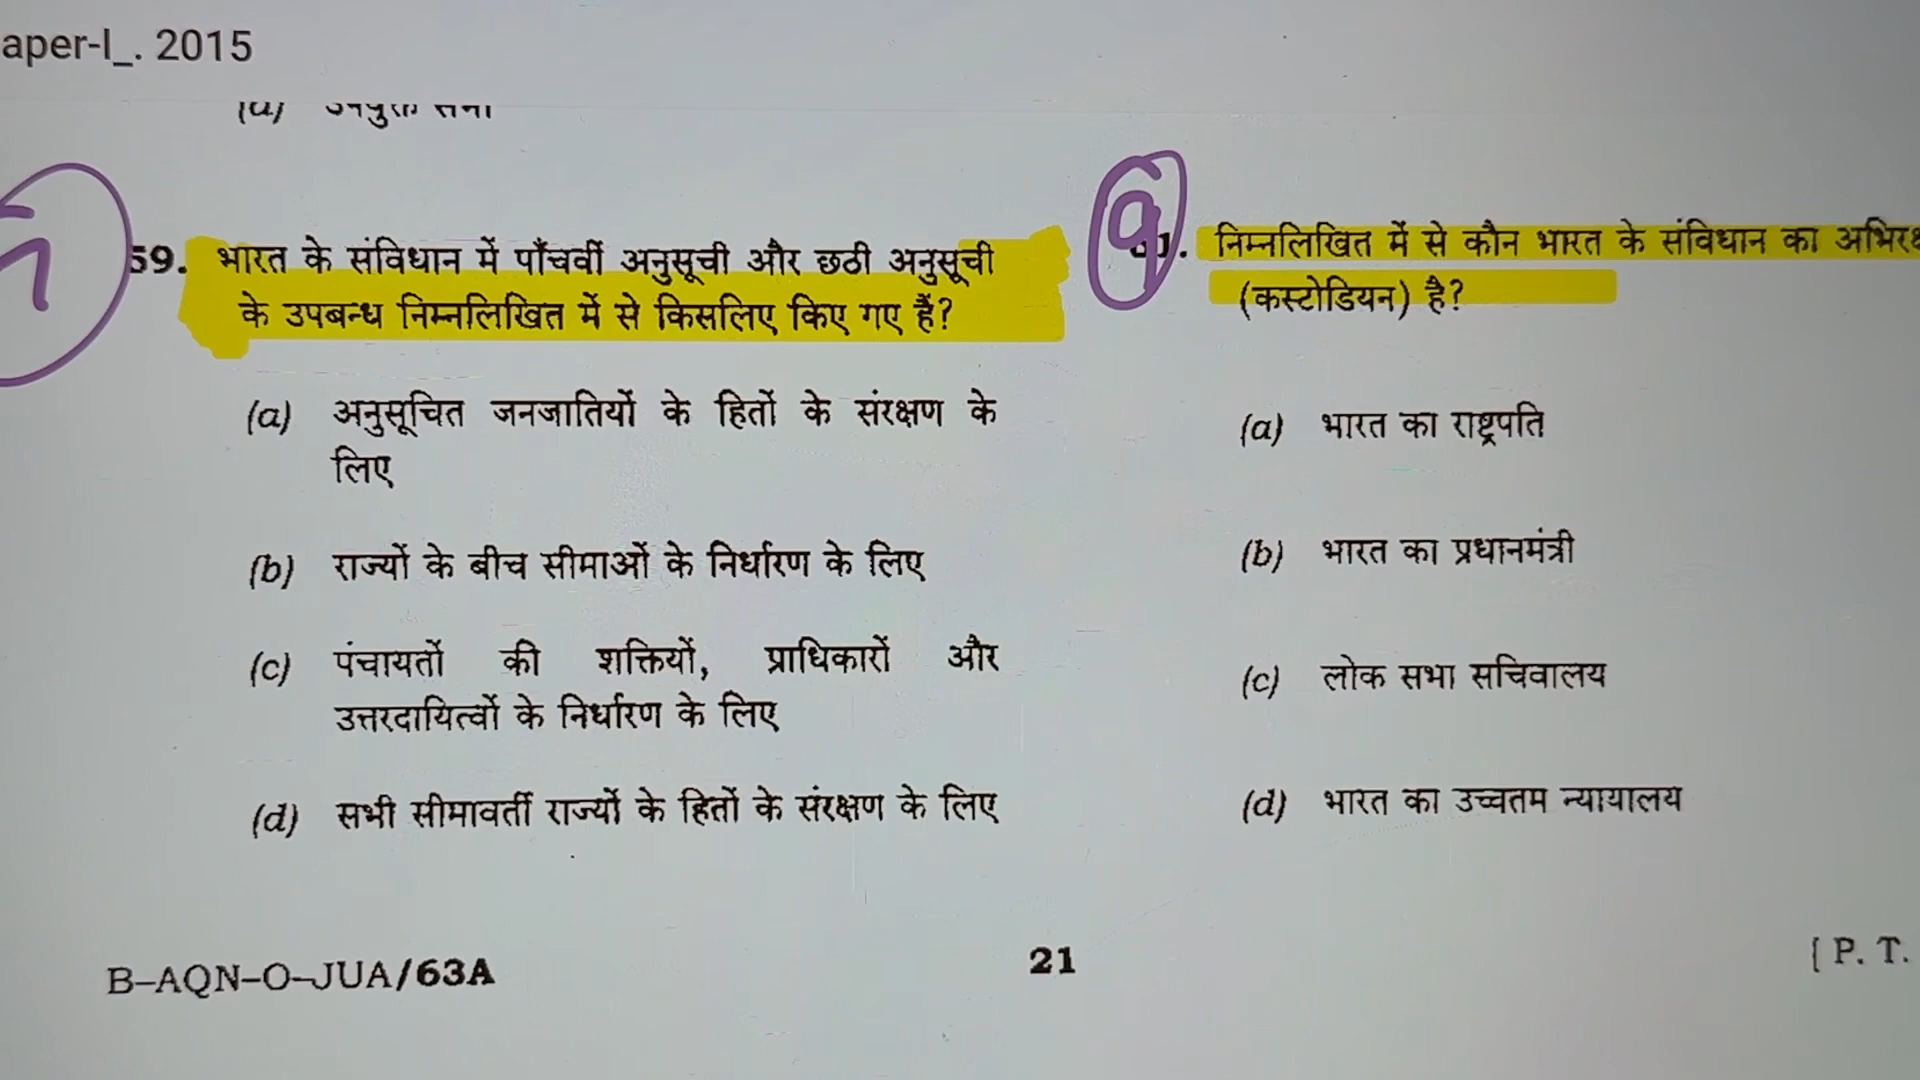 aper-I_. 2015
59. भारत के संविधान में पाँचवीं अनुसूची और छठी अनुसूची
के उपबन्ध निम्नलिखित में से किसलिए किए गए हैं?
(a) अनुसूचित जनजातियों के हितों के संरक्षण के
लिए
(b) राज्यों के बीच सीमाओं के निर्धारण के लिए
(c) पंचायतों की शक्तियों, प्राधिकारों और
उत्तरदायित्वों के निर्धारण के लिए
(d) सभी सीमावर्ती राज्यों के हितों के संरक्षण के लिए
9
निम्नलिखित में से कौन भारत के संविधान का
(कस्टोडियन) है?
(a) भारत का राष्ट्रपति
(b) भारत का प्रधानमंत्री
(c) लोक सभा सचिवालय
(d) भारत का उच्चतम न्यायालय
B–AQN–O–JUA/63A
21
[ P. T.